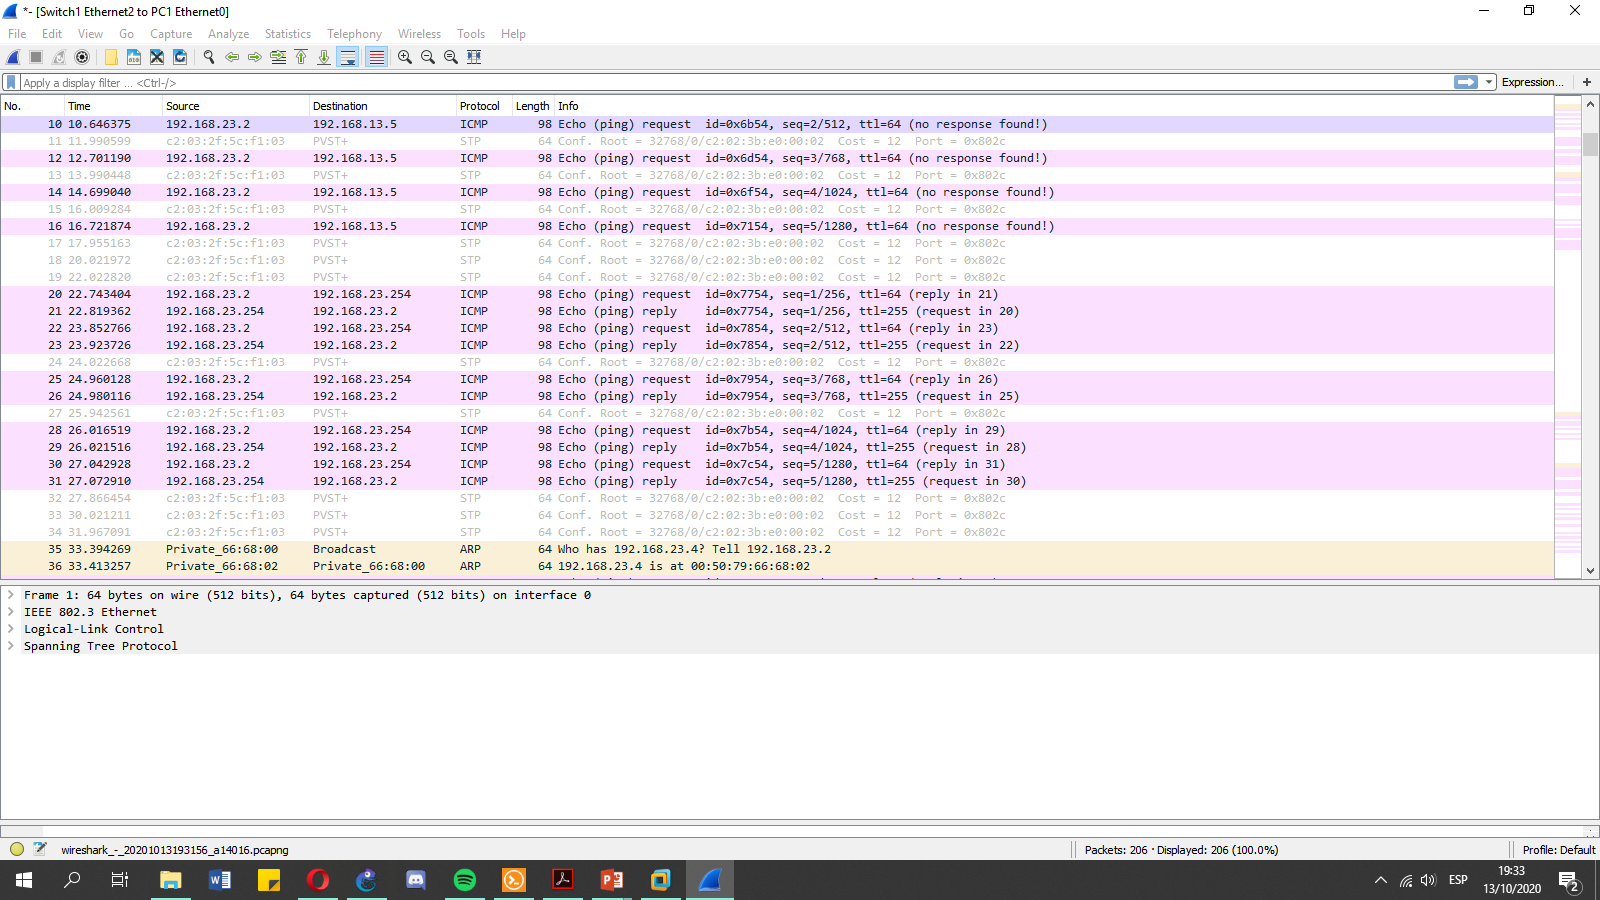 *- [Switch1 Ethernet2 to PC1 Ethernet0]
File Edit View Go Capture Analyze Statistics Telephony Wireless Tools Help
Apply a display filter ... <Ctrl-/> Expression... +
No. Time Source Destination Protocol Length Info
10 10.646375 192.168.23.2 192.168.13.5 ICMP 98 Echo (ping) request id=0x6b54, seq=2/512, ttl=64 (no response found!)
11 11.990599 c2:03:2f:5c:f1:03 PVST+ STP 64 Conf. Root = 32768/0/c2:02:3b:e0:00:02 Cost = 12 Port = 0x802c
12 12.701190 192.168.23.2 192.168.13.5 ICMP 98 Echo (ping) request id=0x6d54, seq=3/768, ttl=64 (no response found!)
13 13.990448 c2:03:2f:5c:f1:03 PVST+ STP 64 Conf. Root = 32768/0/c2:02:3b:e0:00:02 Cost = 12 Port = 0x802c
14 14.699040 192.168.23.2 192.168.13.5 ICMP 98 Echo (ping) request id=0x6f54, seq=4/1024, ttl=64 (no response found!)
15 16.009284 c2:03:2f:5c:f1:03 PVST+ STP 64 Conf. Root = 32768/0/c2:02:3b:e0:00:02 Cost = 12 Port = 0x802c
16 16.721874 192.168.23.2 192.168.13.5 ICMP 98 Echo (ping) request id=0x7154, seq=5/1280, ttl=64 (no response found!)
17 17.955163 c2:03:2f:5c:f1:03 PVST+ STP 64 Conf. Root = 32768/0/c2:02:3b:e0:00:02 Cost = 12 Port = 0x802c
18 20.021972 c2:03:2f:5c:f1:03 PVST+ STP 64 Conf. Root = 32768/0/c2:02:3b:e0:00:02 Cost = 12 Port = 0x802c
19 22.022820 c2:03:2f:5c:f1:03 PVST+ STP 64 Conf. Root = 32768/0/c2:02:3b:e0:00:02 Cost = 12 Port = 0x802c
20 22.743404 192.168.23.2 192.168.23.254 ICMP 98 Echo (ping) request id=0x7754, seq=1/256, ttl=64 (reply in 21)
21 22.819362 192.168.23.254 192.168.23.2 ICMP 98 Echo (ping) reply id=0x7754, seq=1/256, ttl=255 (request in 20)
22 23.852766 192.168.23.2 192.168.23.254 ICMP 98 Echo (ping) request id=0x7854, seq=2/512, ttl=64 (reply in 23)
23 23.923726 192.168.23.254 192.168.23.2 ICMP 98 Echo (ping) reply id=0x7854, seq=2/512, ttl=255 (request in 22)
24 24.022668 c2:03:2f:5c:f1:03 PVST+ STP 64 Conf. Root = 32768/0/c2:02:3b:e0:00:02 Cost = 12 Port = 0x802c
25 24.960128 192.168.23.2 192.168.23.254 ICMP 98 Echo (ping) request id=0x7954, seq=3/768, ttl=64 (reply in 26)
26 24.980116 192.168.23.254 192.168.23.2 ICMP 98 Echo (ping) reply id=0x7954, seq=3/768, ttl=255 (request in 25)
27 25.942561 c2:03:2f:5c:f1:03 PVST+ STP 64 Conf. Root = 32768/0/c2:02:3b:e0:00:02 Cost = 12 Port = 0x802c
28 26.016519 192.168.23.2 192.168.23.254 ICMP 98 Echo (ping) request id=0x7b54, seq=4/1024, ttl=64 (reply in 29)
29 26.021516 192.168.23.254 192.168.23.2 ICMP 98 Echo (ping) reply id=0x7b54, seq=4/1024, ttl=255 (request in 28)
30 27.042928 192.168.23.2 192.168.23.254 ICMP 98 Echo (ping) request id=0x7c54, seq=5/1280, ttl=64 (reply in 31)
31 27.072910 192.168.23.254 192.168.23.2 ICMP 98 Echo (ping) reply id=0x7c54, seq=5/1280, ttl=255 (request in 30)
32 27.866454 c2:03:2f:5c:f1:03 PVST+ STP 64 Conf. Root = 32768/0/c2:02:3b:e0:00:02 Cost = 12 Port = 0x802c
33 30.021211 c2:03:2f:5c:f1:03 PVST+ STP 64 Conf. Root = 32768/0/c2:02:3b:e0:00:02 Cost = 12 Port = 0x802c
34 31.967091 c2:03:2f:5c:f1:03 PVST+ STP 64 Conf. Root = 32768/0/c2:02:3b:e0:00:02 Cost = 12 Port = 0x802c
35 33.394269 Private_66:68:00 Broadcast ARP 64 Who has 192.168.23.4? Tell 192.168.23.2
36 33.413257 Private_66:68:02 Private_66:68:00 ARP 64 192.168.23.4 is at 00:50:79:66:68:02
Frame 1: 64 bytes on wire (512 bits), 64 bytes captured (512 bits) on interface 0
IEEE 802.3 Ethernet
Logical-Link Control
Spanning Tree Protocol
wireshark_-_20201013193156_a14016.pcapng Packets: 206 · Displayed: 206 (100.0%) Profile: Default
ESP 19:33
13/10/2020 2